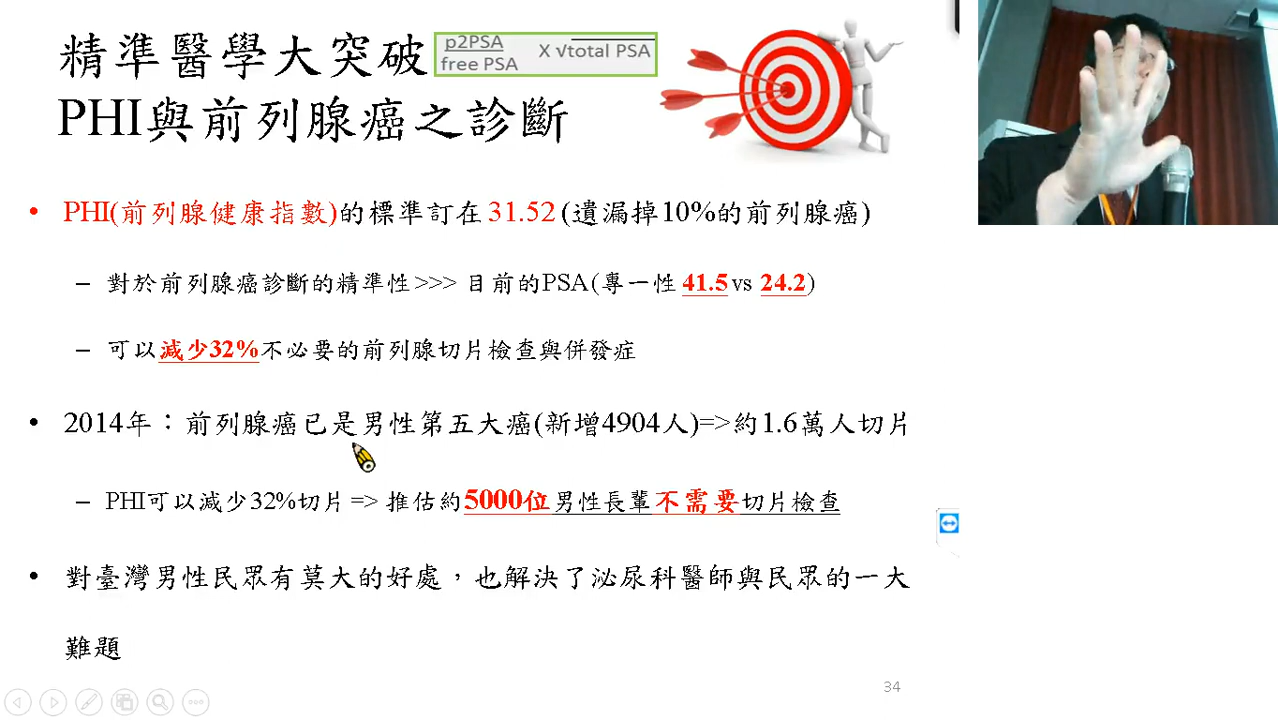 精準醫學大突破
p2PSA
free PSA
X √total PSA
PHI與前列腺癌之診斷
• PHI(前列腺健康指數)的標準訂在 31.52 (遺漏掉10%的前列腺癌)
– 對於前列腺癌診斷的精準性>>> 目前的PSA(專一性 41.5 vs 24.2)
– 可以減少32%不必要的前列腺切片檢查與併發症
• 2014年：前列腺癌已是男性第五大癌(新增4904人)=>約1.6萬人切片
– PHI可以減少32%切片 => 推估約5000位男性長輩不需要切片檢查
• 對臺灣男性民眾有莫大的好處，也解決了泌尿科醫師與民眾的一大
難題
34